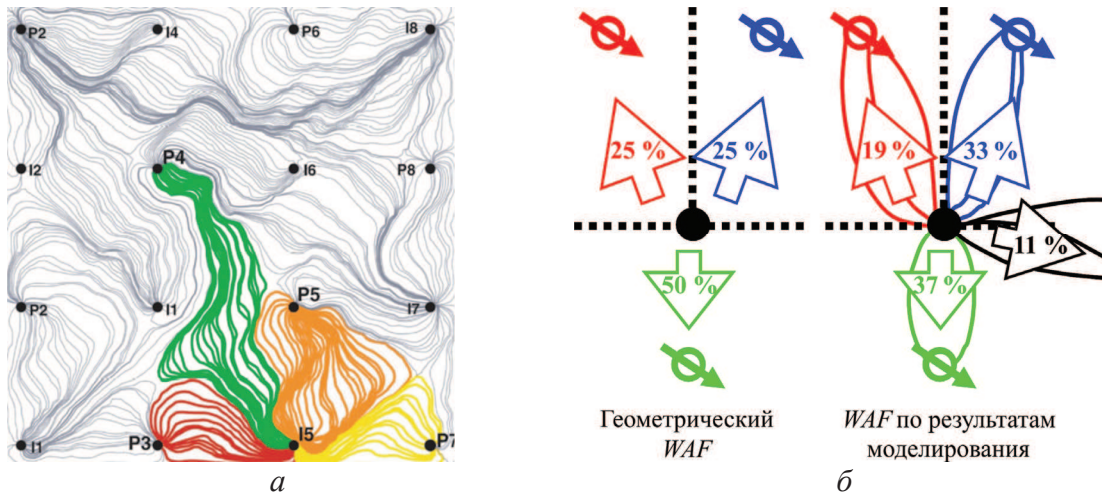 P2 I4 P6 I8
P4
I2 I6 P8
P5
P2 I1 I7
I1 P3 I5 P7
а
25 % 25 %
50 %
19 % 33 %
11 %
37 %
Геометрический
WAF
WAF по результатам
моделирования
б